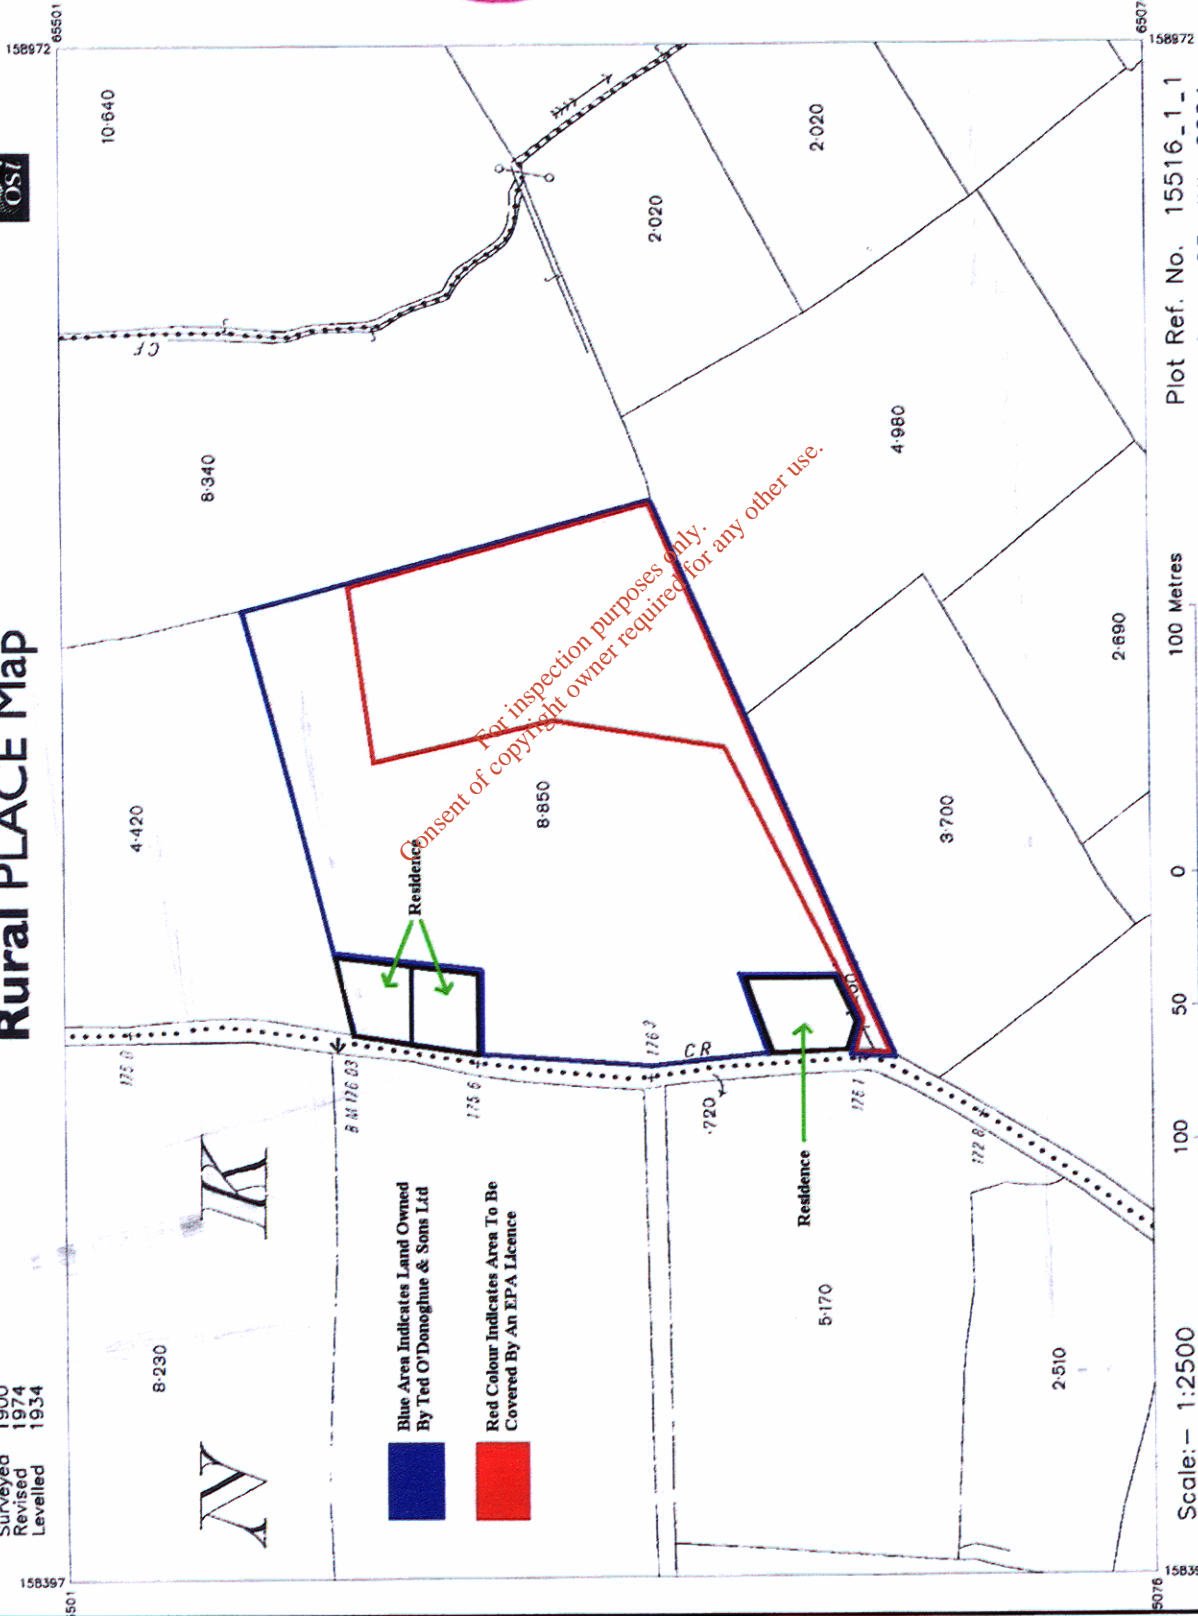 Rural PLACE Map
osi
Surveyed 1900
Revised 1974
Levelled 1934
158972
65501
158972
158397
10·640
8·340
4·420
8·230
2·020
2·020
4·980
2·690
3·700
8·850
5·170
2·510
·720
C F
C R
B M 176 03
175 6
176 3
176 1
172 8
N K
Residence
Residence
Blue Area Indicates Land Owned
By Ted O'Donoghue & Sons Ltd
Red Colour Indicates Area To Be
Covered By An EPA Licence
For inspection purposes only.
Consent of copyright owner required for any other use.
Scale:- 1:2500
100 50 0 100 Metres
Plot Ref. No. 15516_1_1